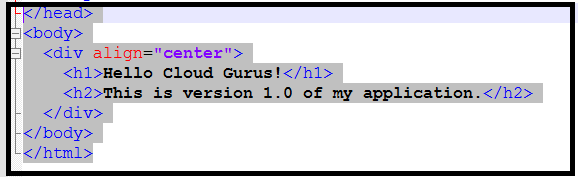 </head>
<body>
<div align="center">
<h1>Hello Cloud Gurus!</h1>
<h2>This is version 1.0 of my application.</h2>
</div>
</body>
</html>